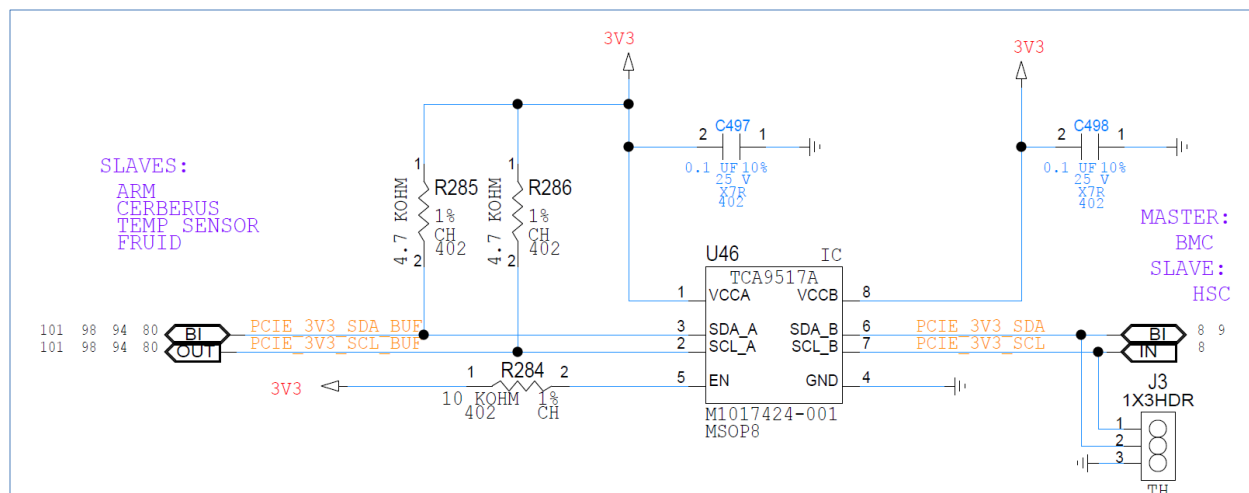 3V3
3V3
2 C497 1
0.1 UF 10%
25 V
X7R
402
2 C498 1
0.1 UF 10%
25 V
X7R
402
SLAVES:
ARM
CERBERUS
TEMP SENSOR
FRUID
1
R285
4.7 KOHM
1%
CH
402
2
1
R286
4.7 KOHM
1%
CH
402
2
MASTER:
BMC
SLAVE:
HSC
U46 IC
TCA9517A
1 VCCA VCCB 8
3 SDA_A SDA_B 6
2 SCL_A SCL_B 7
5 EN GND 4
M1017424-001
MSOP8
101 98 94 80 BI PCIE_3V3_SDA_BUF
101 98 94 80 OUT PCIE_3V3_SCL_BUF
PCIE_3V3_SDA BI 8 9
PCIE_3V3_SCL IN 8
3V3
1 R284 2
10 KOHM 1%
402 CH
J3
1X3HDR
1
2
3
TH